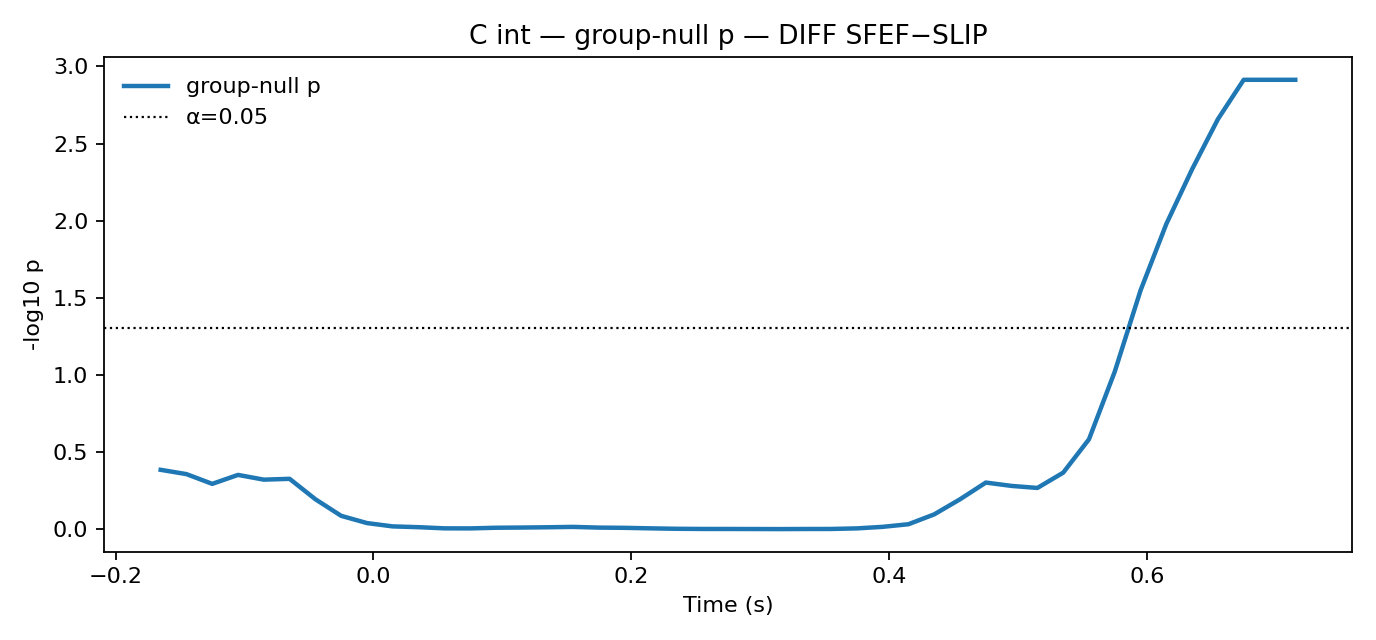 C int — group-null p — DIFF SFEF−SLIP
group-null p
α=0.05
3.0
2.5
2.0
1.5
1.0
0.5
0.0
-log10 p
−0.2
0.0
0.2
0.4
0.6
Time (s)